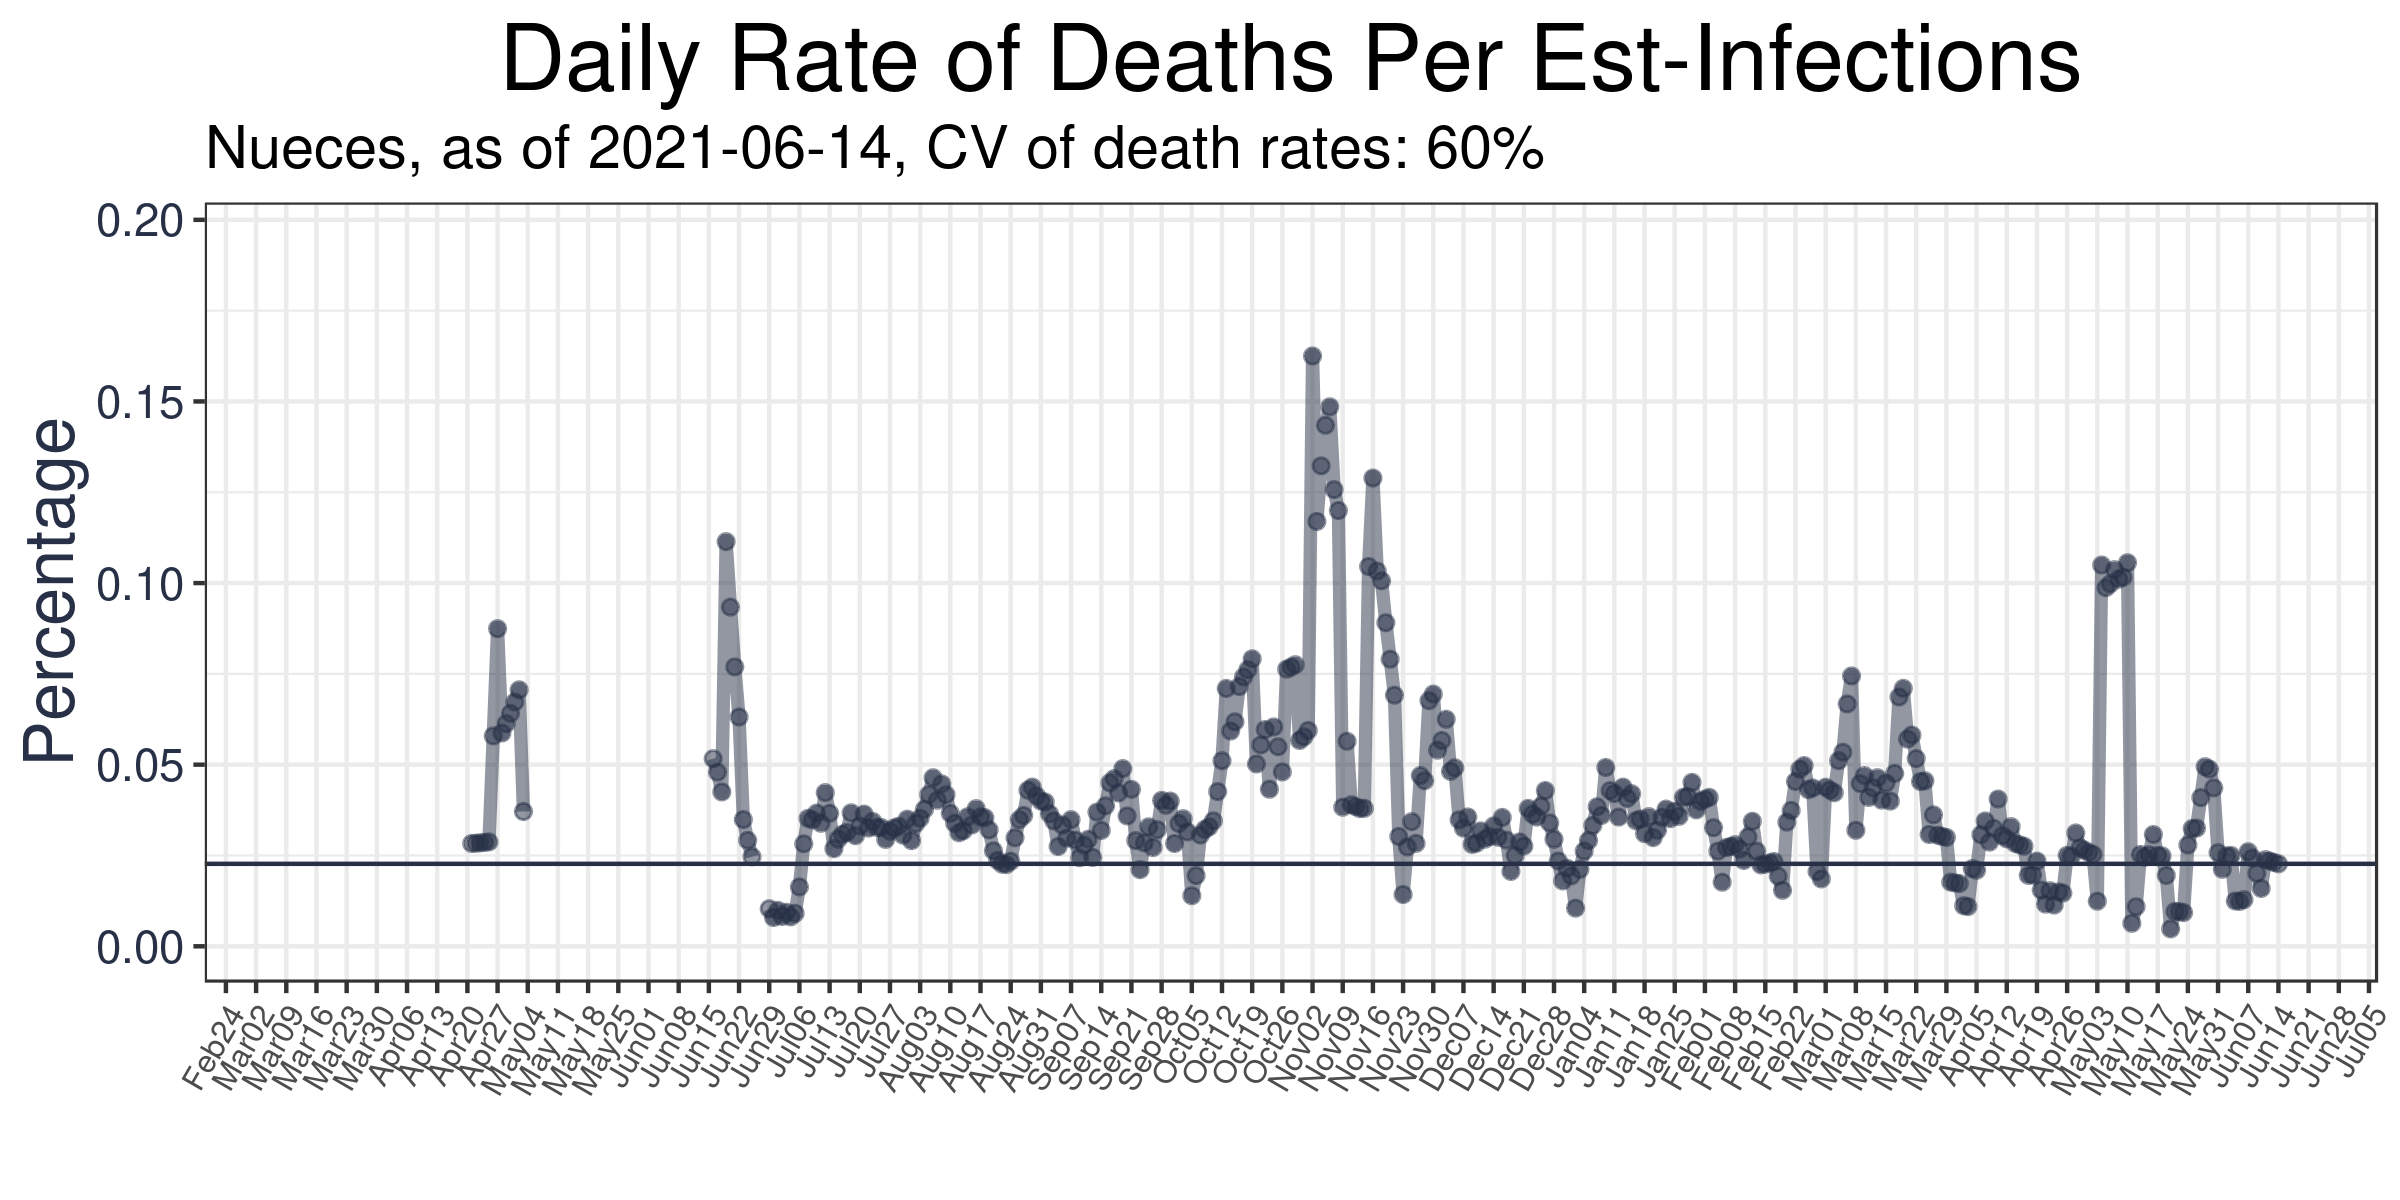 Daily Rate of Deaths Per Est-Infections
Nueces, as of 2021-06-14, CV of death rates: 60%
Percentage
0.20
0.15
0.10
0.05
0.00
Feb24
Mar02
Mar09
Mar16
Mar23
Mar30
Apr06
Apr13
Apr20
Apr27
May04
May11
May18
May25
Jun01
Jun08
Jun15
Jun22
Jun29
Jul06
Jul13
Jul20
Jul27
Aug03
Aug10
Aug17
Aug24
Aug31
Sep07
Sep14
Sep21
Sep28
Oct05
Oct12
Oct19
Oct26
Nov02
Nov09
Nov16
Nov23
Nov30
Dec07
Dec14
Dec21
Dec28
Jan04
Jan11
Jan18
Jan25
Feb01
Feb08
Feb15
Feb22
Mar01
Mar08
Mar15
Mar22
Mar29
Apr05
Apr12
Apr19
Apr26
May03
May10
May17
May24
May31
Jun07
Jun14
Jun21
Jun28
Jul05